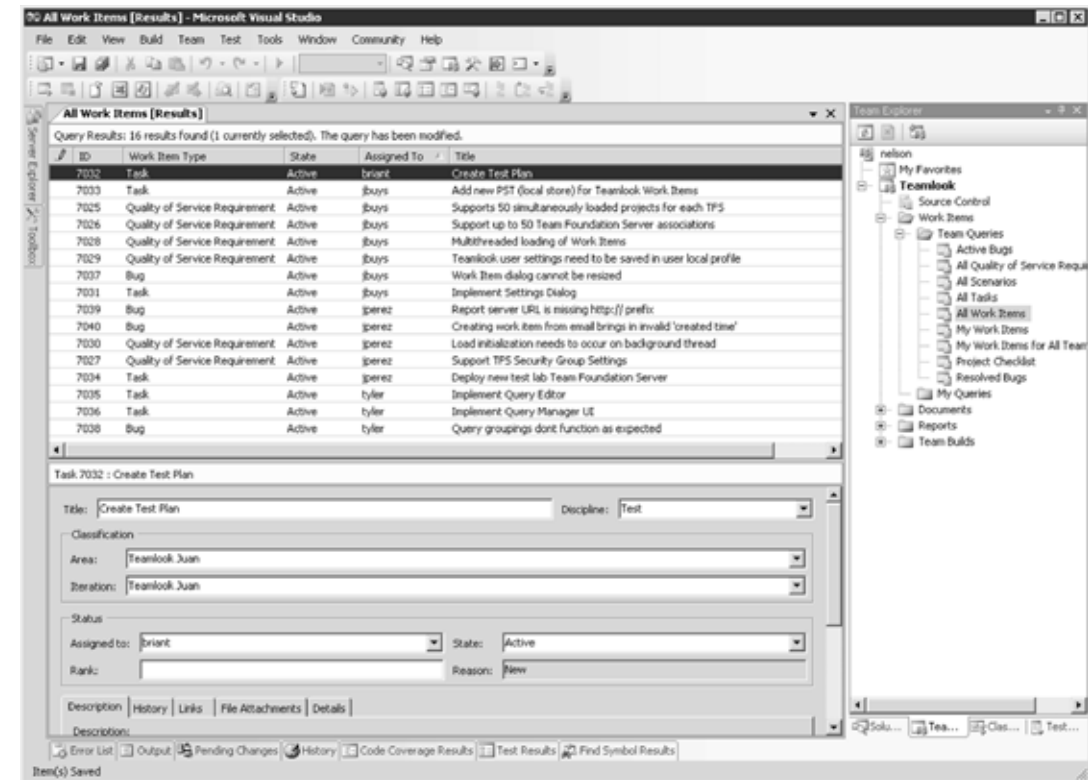 All Work Items [Results] - Microsoft Visual Studio
File Edit View Build Team Test Tools Window Community Help
All Work Items [Results]
Query Results: 16 results found (1 currently selected). The query has been modified.
ID Work Item Type State Assigned To Title
7032 Task Active briant Create Test Plan
7033 Task Active jbuys Add new PST (local store) for Teamlook Work Items
7025 Quality of Service Requirement Active jbuys Supports 50 simultaneously loaded projects for each TFS
7026 Quality of Service Requirement Active jbuys Support up to 50 Team Foundation Server associations
7028 Quality of Service Requirement Active jbuys Multithreaded loading of Work Items
7029 Quality of Service Requirement Active jbuys Teamlook user settings need to be saved in user local profile
7037 Bug Active jbuys Work Item dialog cannot be resized
7031 Task Active jbuys Implement Settings Dialog
7039 Bug Active jperez Report server URL is missing http:// prefix
7040 Bug Active jperez Creating work item from email brings in invalid 'created time'
7030 Quality of Service Requirement Active jperez Load initialization needs to occur on background thread
7027 Quality of Service Requirement Active jperez Support TFS Security Group Settings
7034 Task Active jperez Deploy new test lab Team Foundation Server
7035 Task Active tyler Implement Query Editor
7036 Task Active tyler Implement Query Manager UI
7038 Bug Active tyler Query groupings dont function as expected
Task 7032 : Create Test Plan
Title: Create Test Plan Discipline: Test
Classification
Area: Teamlook Juan
Iteration: Teamlook Juan
Status
Assigned to: briant State: Active
Rank: Reason: New
Description History Links File Attachments Details
Description:
Error List Output Pending Changes History Code Coverage Results Test Results Find Symbol Results
Item(s) Saved
Server Explorer
Toolbox
Team Explorer
nelson
My Favorites
Teamlook
Source Control
Work Items
Team Queries
Active Bugs
All Quality of Service Requi
All Scenarios
All Tasks
All Work Items
My Work Items
My Work Items for All Team
Project Checklist
Resolved Bugs
My Queries
Documents
Reports
Team Builds
Solu... Tea... Clas... Test...